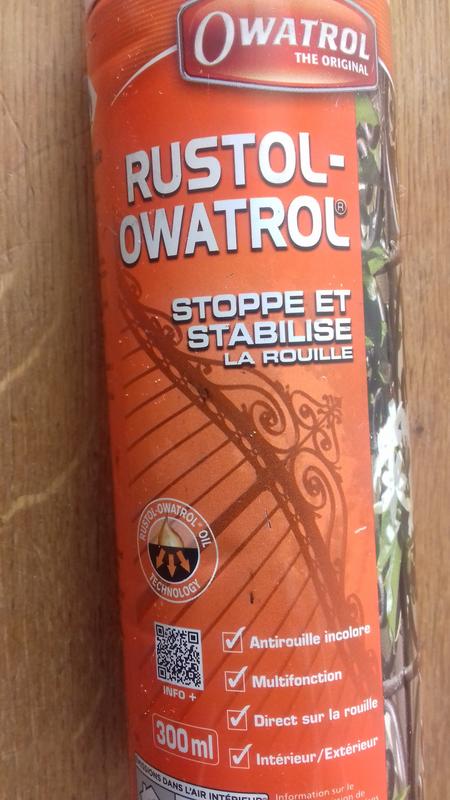 OWATROL
THE ORIGINAL
RUSTOL-
OWATROL®
STOPPE ET
STABILISE
LA ROUILLE
RUSTOL-OWATROL™ OIL
TECHNOLOGY
INFO +
Antirouille incolore
Multifonction
Direct sur la rouille
Intérieur/Extérieur
300 ml
DANS L'AIR INTÉRIEUR
Information sur le